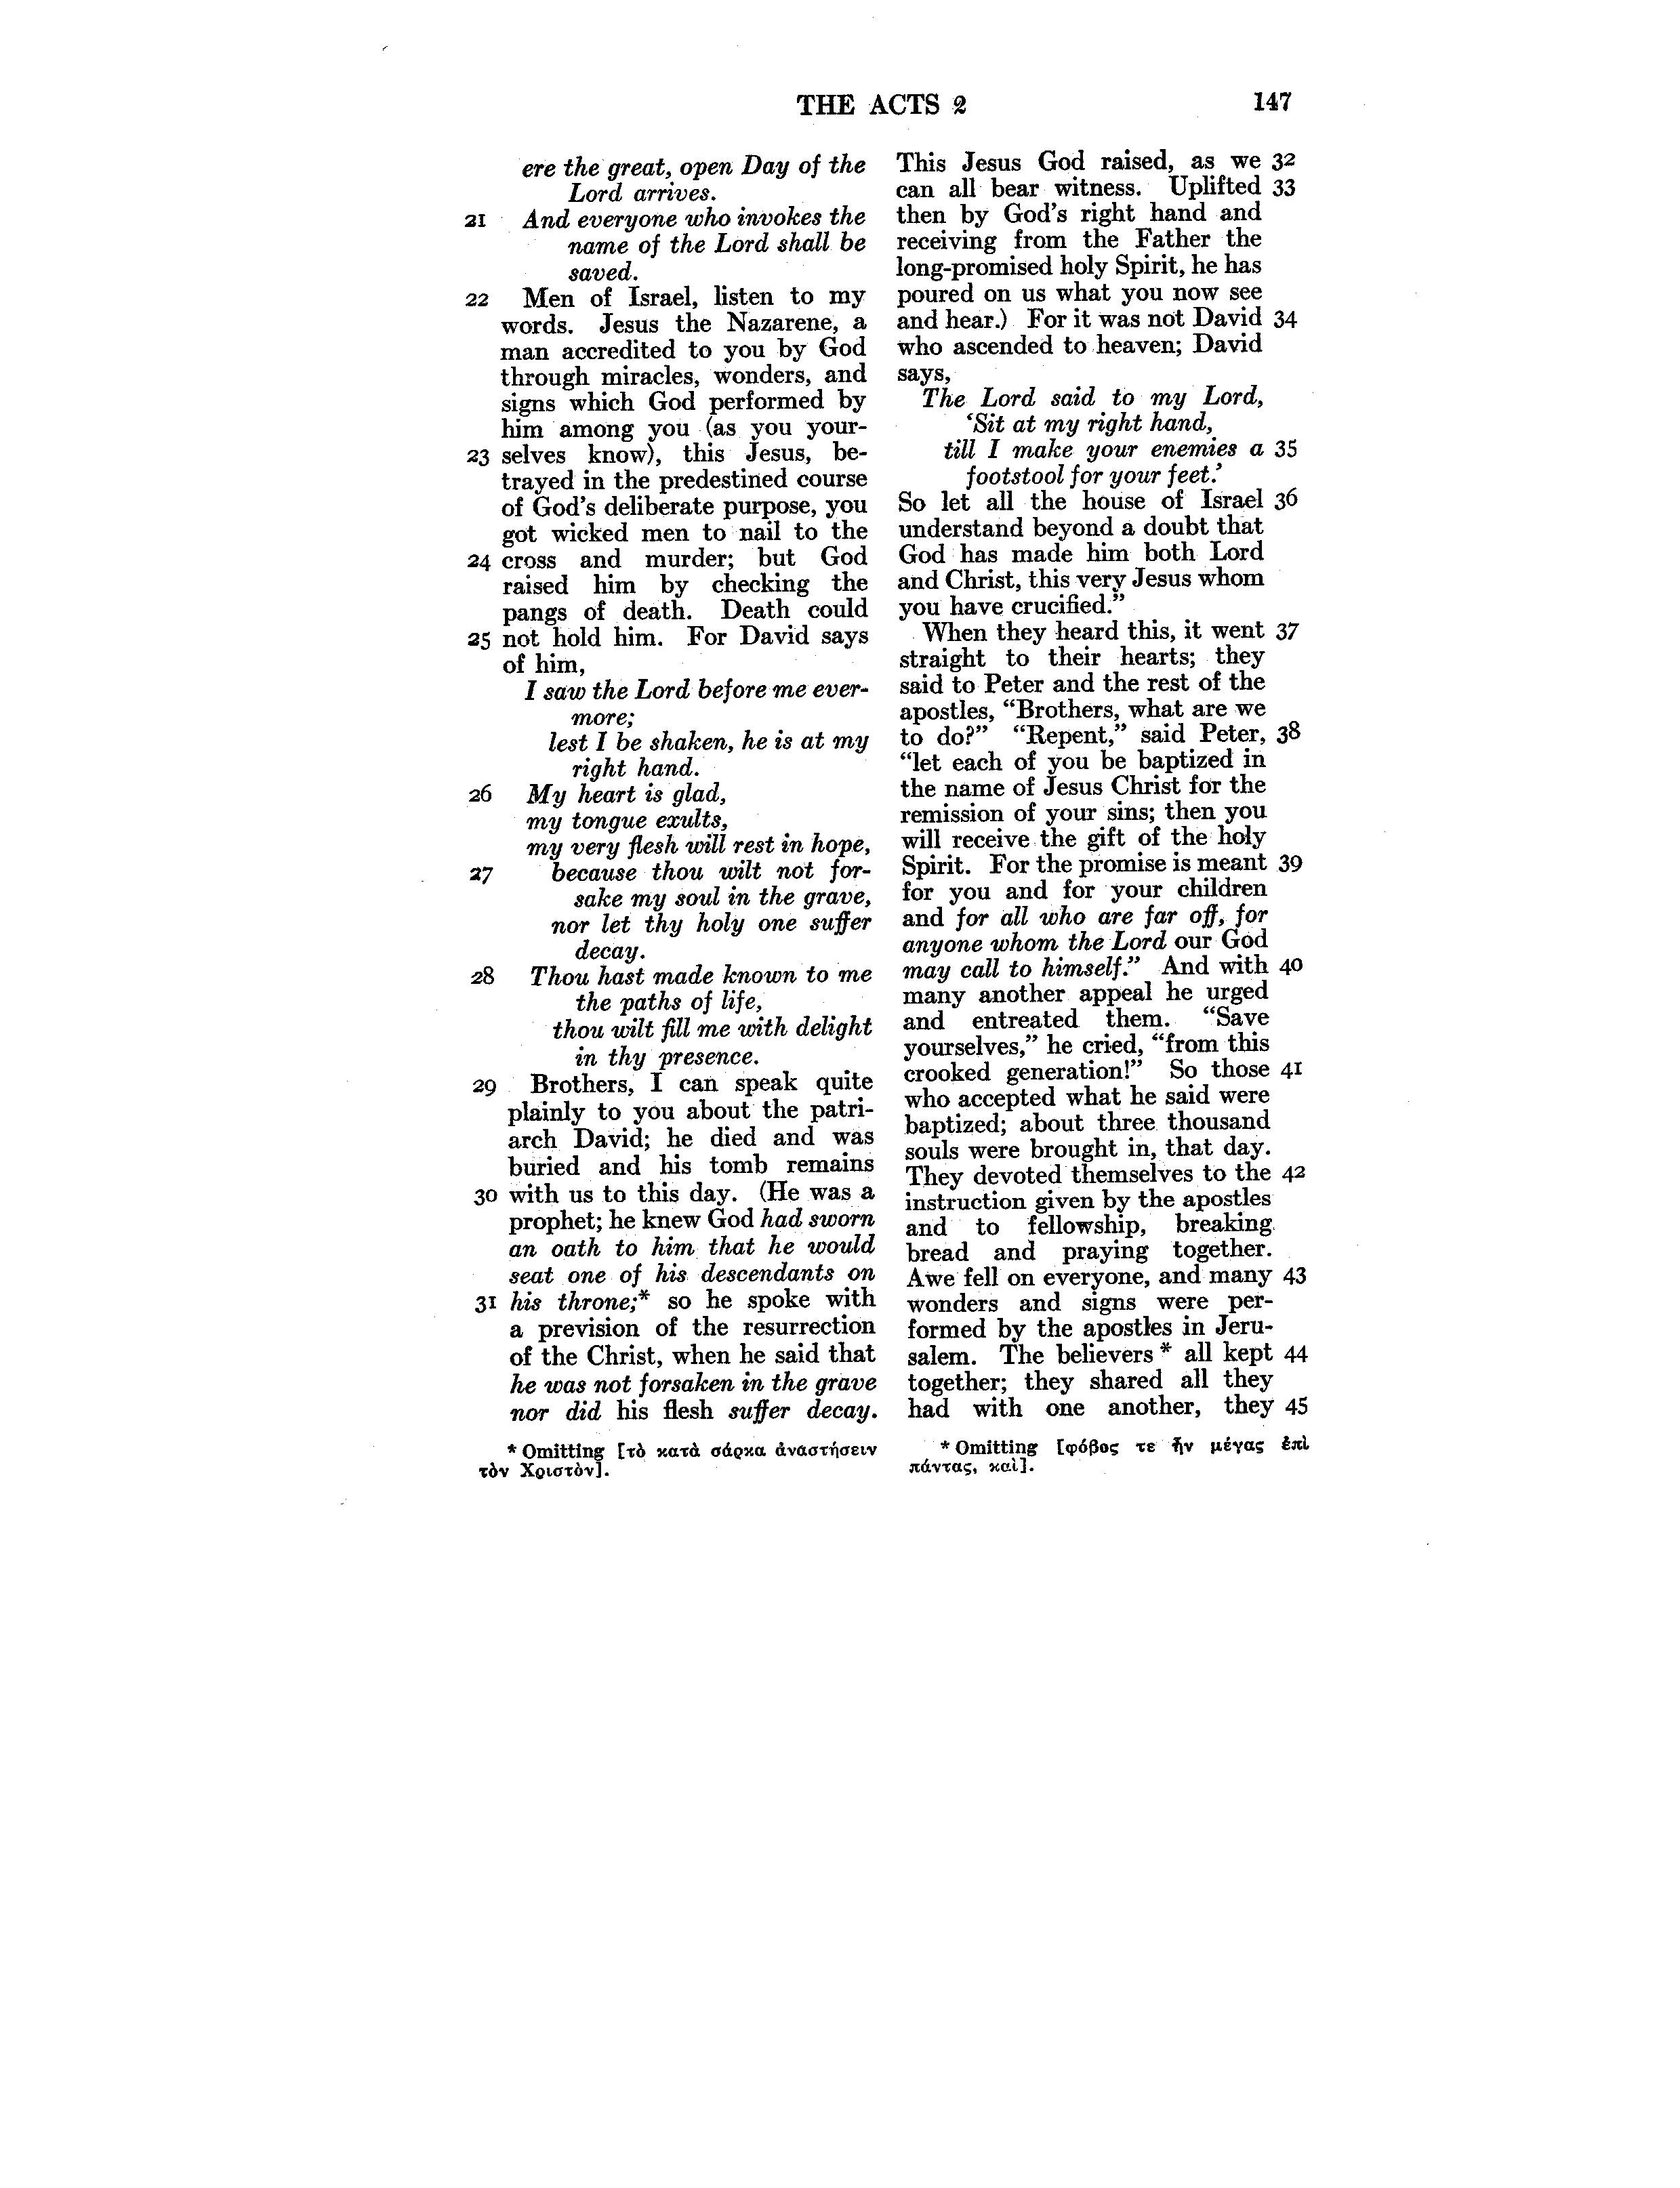 THE ACTS 2 147
ere the great, open Day of the
Lord arrives.
21 And everyone who invokes the
name of the Lord shall be
saved.
22 Men of Israel, listen to my
words. Jesus the Nazarene, a
man accredited to you by God
through miracles, wonders, and
signs which God performed by
him among you (as you your-
23 selves know), this Jesus, be-
trayed in the predestined course
of God's deliberate purpose, you
got wicked men to nail to the
24 cross and murder; but God
raised him by checking the
pangs of death. Death could
25 not hold him. For David says
of him,
I saw the Lord before me ever-
more;
lest I be shaken, he is at my
right hand.
26 My heart is glad,
my tongue exults,
my very flesh will rest in hope,
27 because thou wilt not for-
sake my soul in the grave,
nor let thy holy one suffer
decay.
28 Thou hast made known to me
the paths of life,
thou wilt fill me with delight
in thy presence.
29 Brothers, I can speak quite
plainly to you about the patri-
arch David; he died and was
buried and his tomb remains
30 with us to this day. (He was a
prophet; he knew God had sworn
an oath to him that he would
seat one of his descendants on
31 his throne;* so he spoke with
a prevision of the resurrection
of the Christ, when he said that
he was not forsaken in the grave
nor did his flesh suffer decay.
* Omitting [τὸ κατὰ σάρκα ἀναστήσειν
τὸν Χριστὸν].
This Jesus God raised, as we 32
can all bear witness. Uplifted 33
then by God's right hand and
receiving from the Father the
long-promised holy Spirit, he has
poured on us what you now see
and hear.) For it was not David 34
who ascended to heaven; David
says,
The Lord said to my Lord,
‘Sit at my right hand,
till I make your enemies a 35
footstool for your feet.’
So let all the house of Israel 36
understand beyond a doubt that
God has made him both Lord
and Christ, this very Jesus whom
you have crucified.”
When they heard this, it went 37
straight to their hearts; they
said to Peter and the rest of the
apostles, “Brothers, what are we
to do?” “Repent,” said Peter, 38
“let each of you be baptized in
the name of Jesus Christ for the
remission of your sins; then you
will receive the gift of the holy
Spirit. For the promise is meant 39
for you and for your children
and for all who are far off, for
anyone whom the Lord our God
may call to himself.” And with 40
many another appeal he urged
and entreated them. “Save
yourselves,” he cried, “from this
crooked generation!” So those 41
who accepted what he said were
baptized; about three thousand
souls were brought in, that day.
They devoted themselves to the 42
instruction given by the apostles
and to fellowship, breaking
bread and praying together.
Awe fell on everyone, and many 43
wonders and signs were per-
formed by the apostles in Jeru-
salem. The believers * all kept 44
together; they shared all they
had with one another, they 45
* Omitting [φόβος τε ἦν μέγας ἐπὶ
πάντας, καὶ].